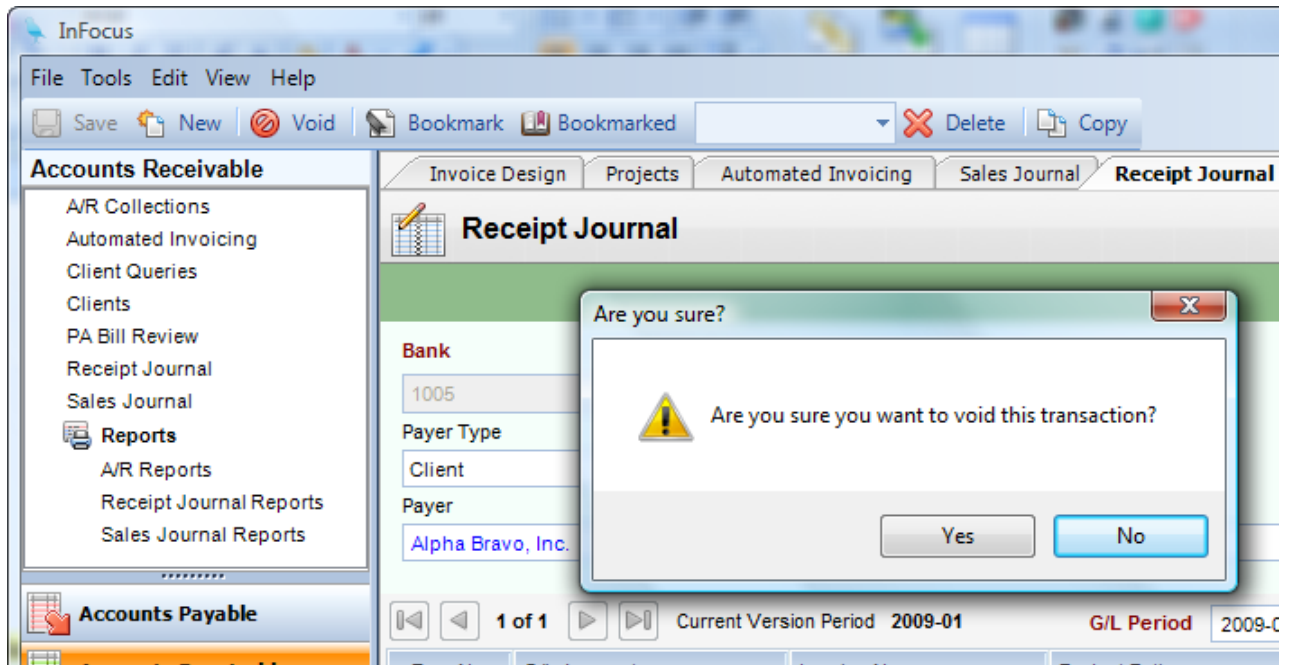 InFocus
File Tools Edit View Help
Save New Void Bookmark Bookmarked Delete Copy
Accounts Receivable
A/R Collections
Automated Invoicing
Client Queries
Clients
PA Bill Review
Receipt Journal
Sales Journal
Reports
A/R Reports
Receipt Journal Reports
Sales Journal Reports
Accounts Payable
Invoice Design Projects Automated Invoicing Sales Journal Receipt Journal
Receipt Journal
Bank
1005
Payer Type
Client
Payer
Alpha Bravo, Inc.
Are you sure?
X
Are you sure you want to void this transaction?
Yes No
1 of 1 Current Version Period 2009-01 G/L Period